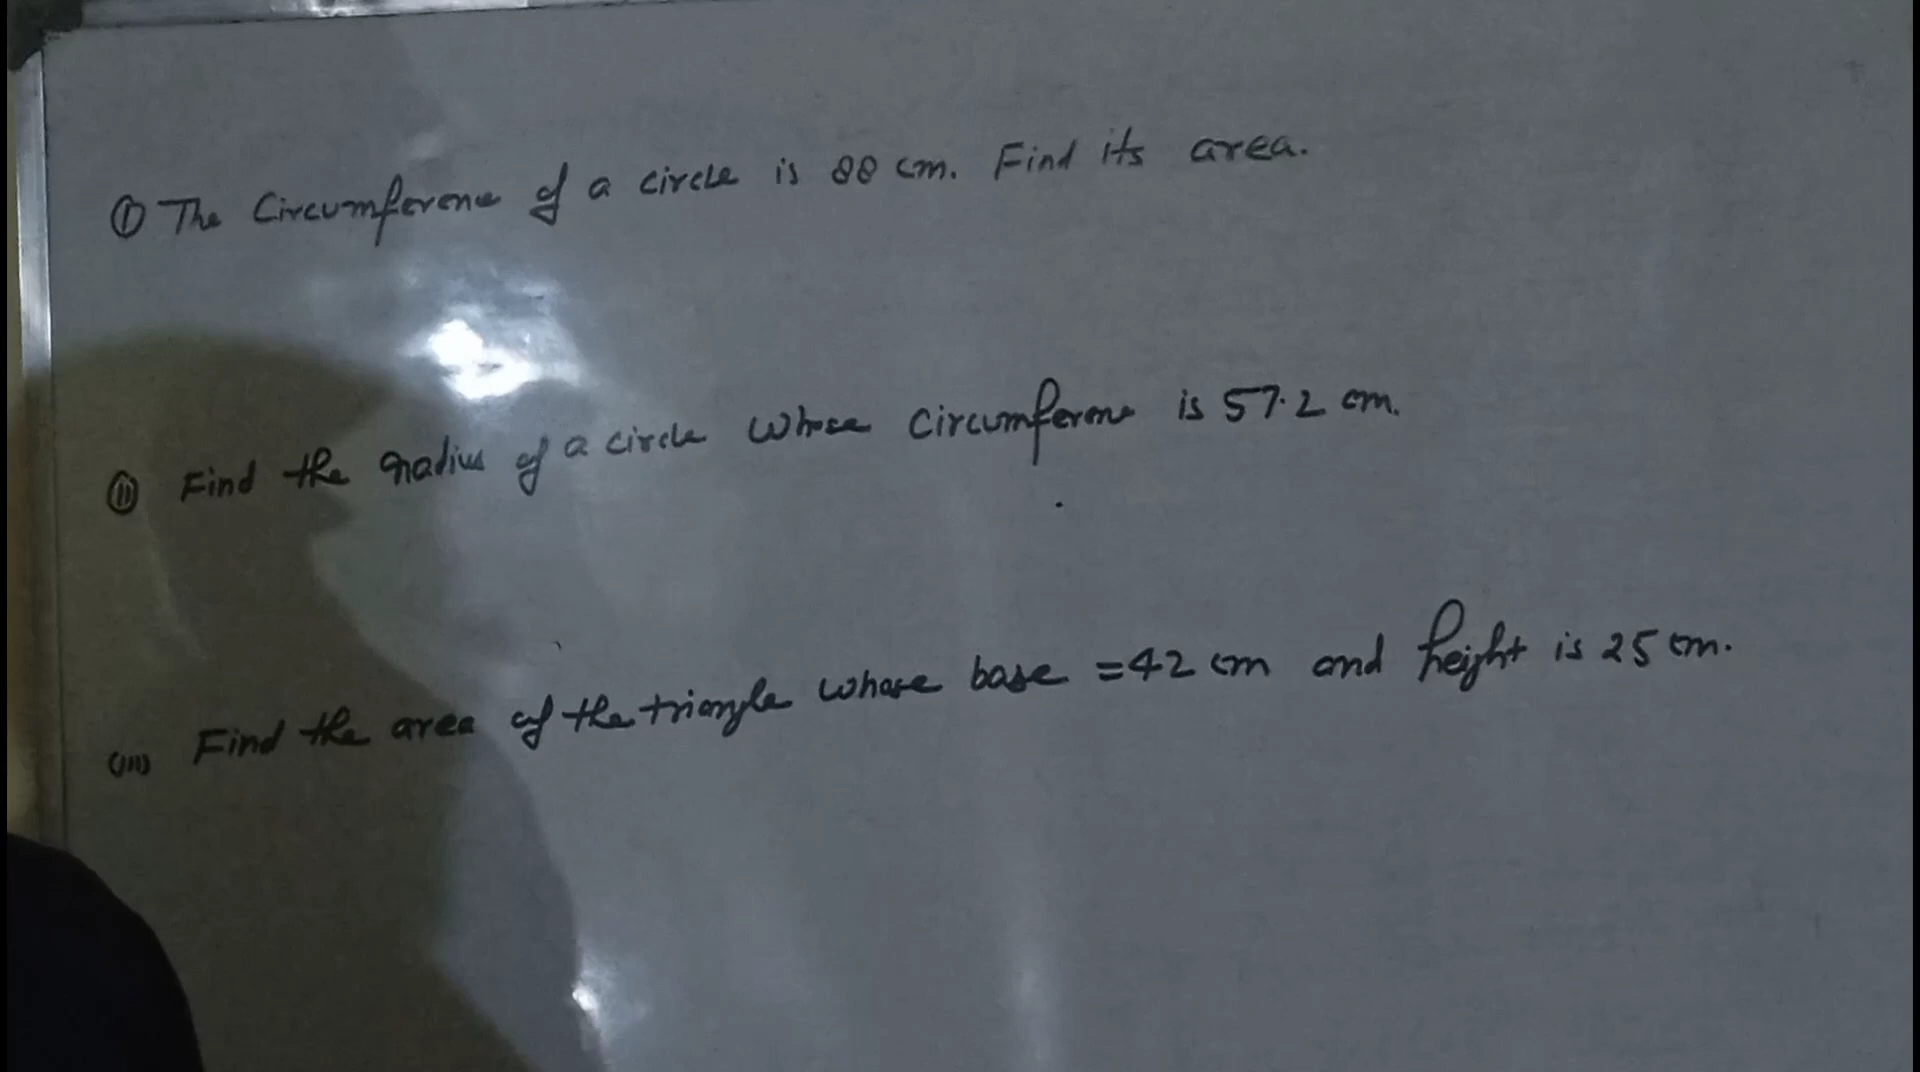 (i) The Circumference of a circle is 88 cm. Find its area.
(ii) Find the radius of a circle whose circumference is 57.2 cm.
(iii) Find the area of the triangle whose base = 42 cm and height is 25 cm.